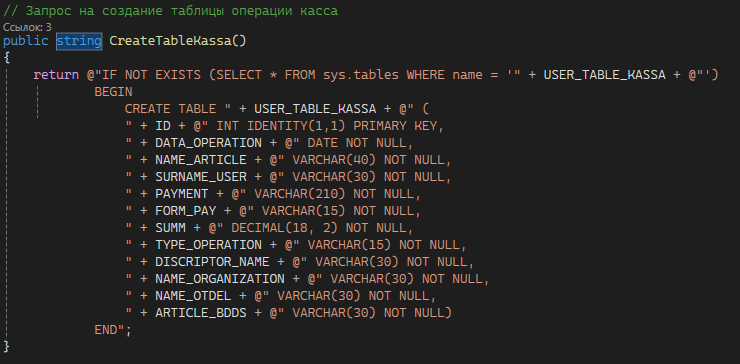 // Запрос на создание таблицы операции касса
Ссылок: 3
public string CreateTableKassa()
{
return @"IF NOT EXISTS (SELECT * FROM sys.tables WHERE name = '" + USER_TABLE_KASSA + @"')
BEGIN
CREATE TABLE " + USER_TABLE_KASSA + @" (
" + ID + @" INT IDENTITY(1,1) PRIMARY KEY,
" + DATA_OPERATION + @" DATE NOT NULL,
" + NAME_ARTICLE + @" VARCHAR(40) NOT NULL,
" + SURNAME_USER + @" VARCHAR(30) NOT NULL,
" + PAYMENT + @" VARCHAR(210) NOT NULL,
" + FORM_PAY + @" VARCHAR(15) NOT NULL,
" + SUMM + @" DECIMAL(18, 2) NOT NULL,
" + TYPE_OPERATION + @" VARCHAR(15) NOT NULL,
" + DISCRIPTOR_NAME + @" VARCHAR(30) NOT NULL,
" + NAME_ORGANIZATION + @" VARCHAR(30) NOT NULL,
" + NAME_OTDEL + @" VARCHAR(30) NOT NULL,
" + ARTICLE_BDDS + @" VARCHAR(30) NOT NULL)
END";
}